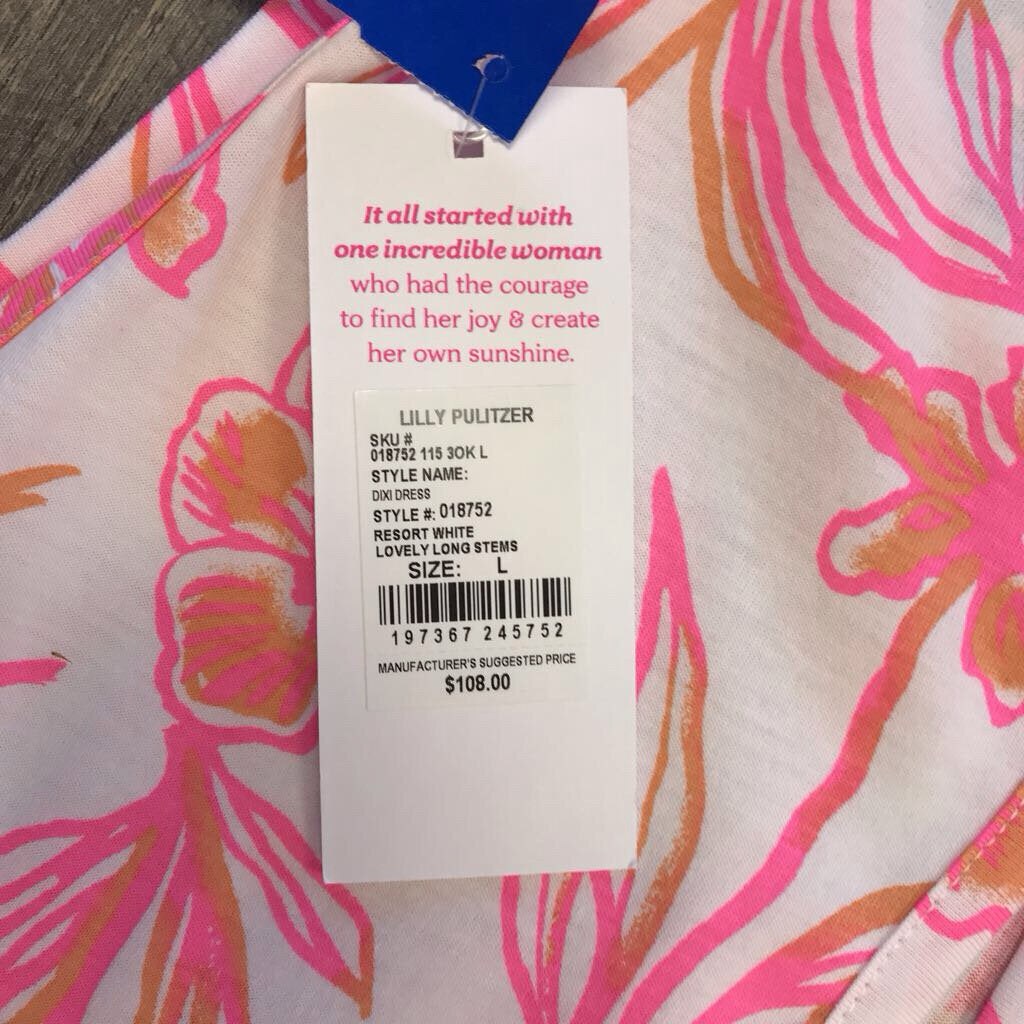 It all started with
one incredible woman
who had the courage
to find her joy & create
her own sunshine.
LILLY PULITZER
SKU #
018752 115 3OK L
STYLE NAME:
DIXI DRESS
STYLE #: 018752
RESORT WHITE
LOVELY LONG STEMS
SIZE: L
197367 245752
MANUFACTURER'S SUGGESTED PRICE
$108.00